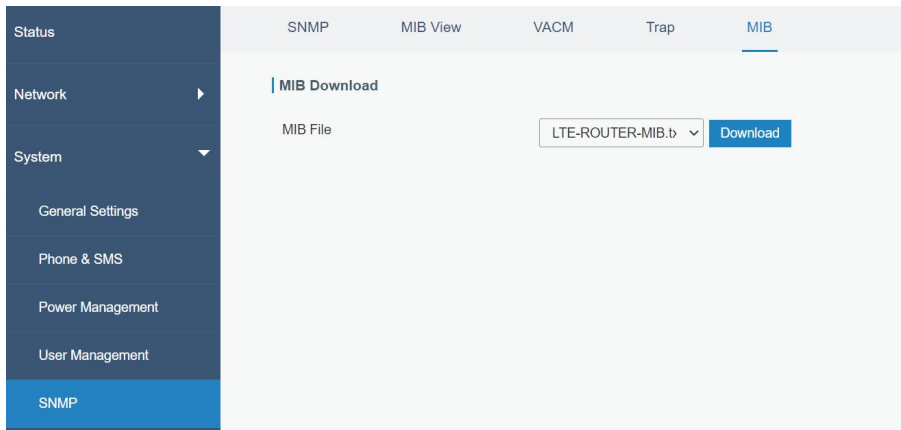 Status
Network
System
General Settings
Phone & SMS
Power Management
User Management
SNMP
SNMP MIB View VACM Trap MIB
MIB Download
MIB File LTE-ROUTER-MIB.tx Download